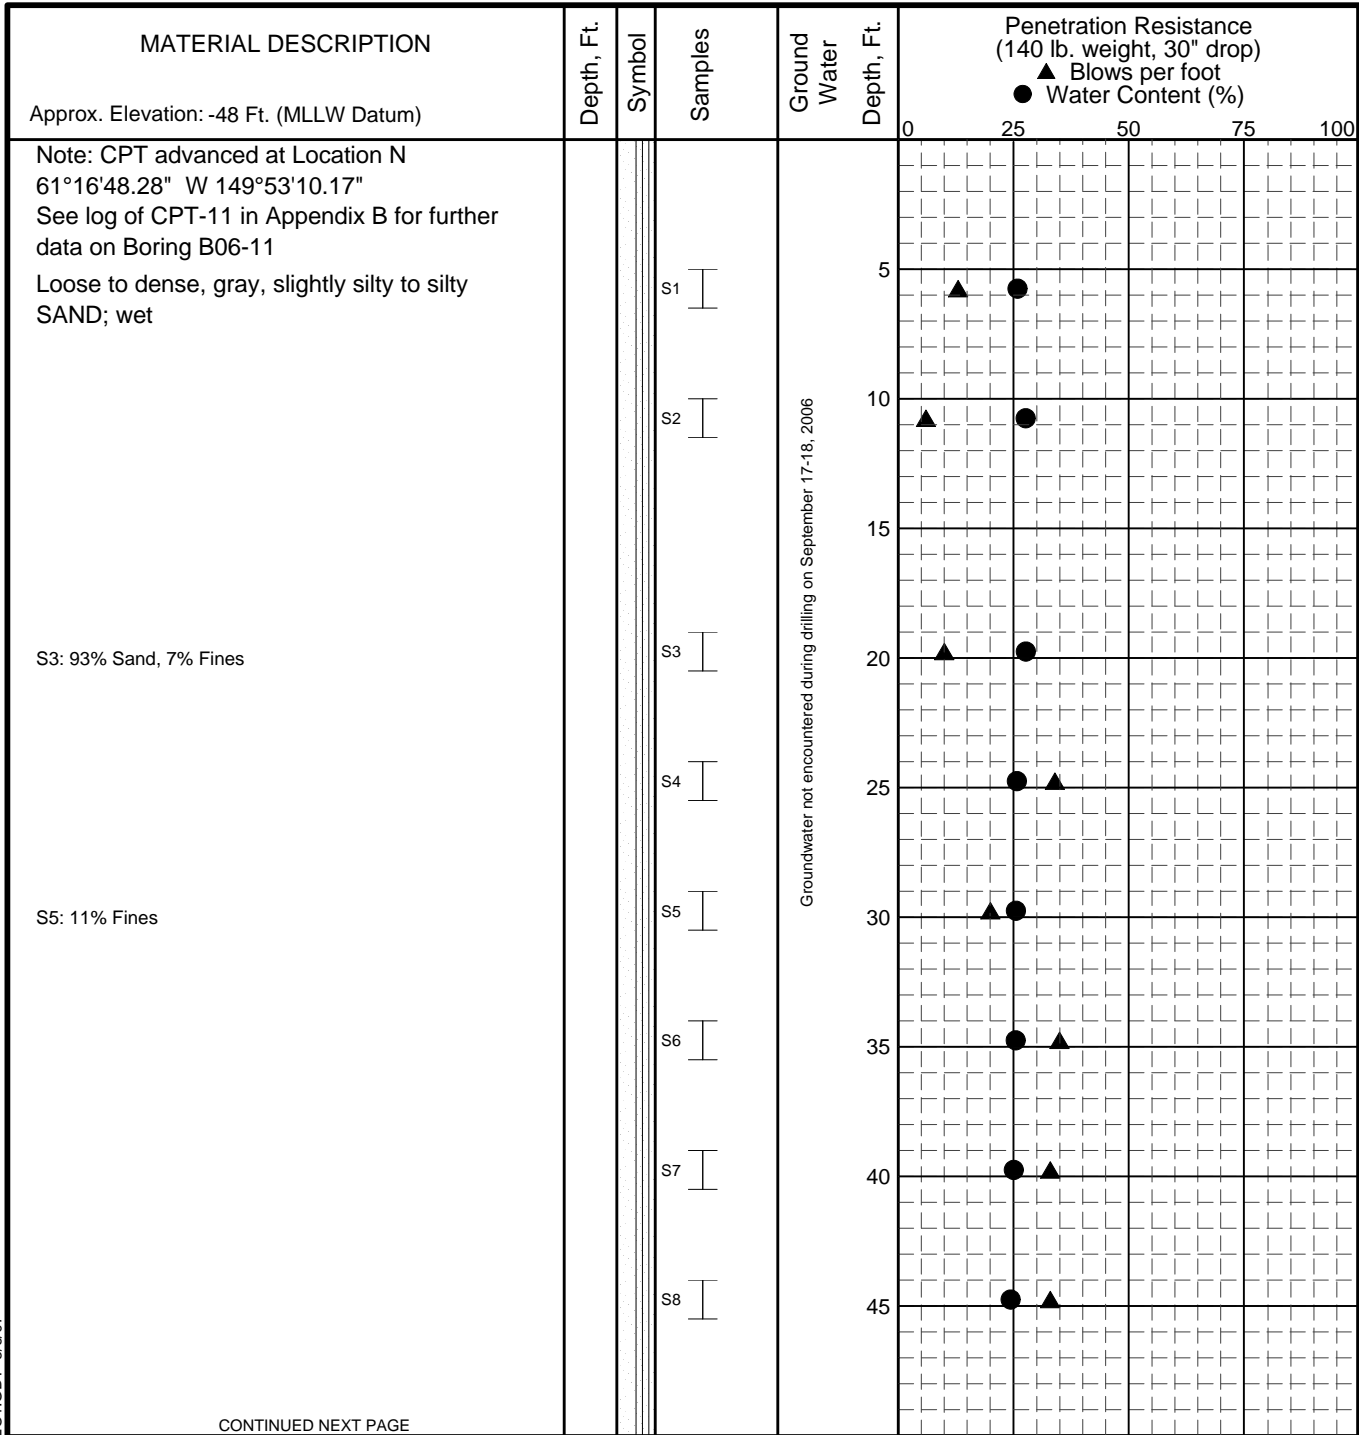 MATERIAL DESCRIPTION
Approx. Elevation: -48 Ft. (MLLW Datum)
Depth, Ft.
Symbol
Samples
Ground
Water
Depth, Ft.
Penetration Resistance
(140 lb. weight, 30" drop)
▲ Blows per foot
● Water Content (%)
0 25 50 75 100
Note: CPT advanced at Location N
61°16'48.28" W 149°53'10.17"
See log of CPT-11 in Appendix B for further
data on Boring B06-11
Loose to dense, gray, slightly silty to silty
SAND; wet
S1
5
S2
10
Groundwater not encountered during drilling on September 17-18, 2006
15
S3: 93% Sand, 7% Fines
S3
20
S4
25
S5: 11% Fines
S5
30
S6
35
S7
40
S8
45
CONTINUED NEXT PAGE